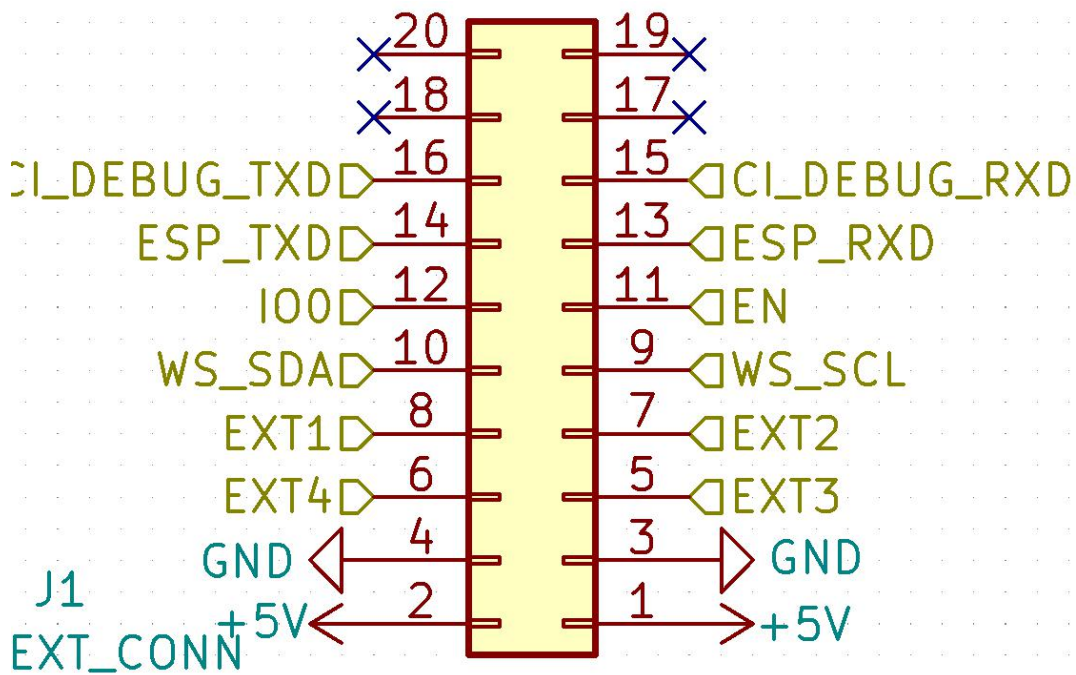 20 19
18 17
CI_DEBUG_TXD 16 15 CI_DEBUG_RXD
ESP_TXD 14 13 ESP_RXD
IO0 12 11 EN
WS_SDA 10 9 WS_SCL
EXT1 8 7 EXT2
EXT4 6 5 EXT3
GND 4 3 GND
J1
+5V 2 1 +5V
EXT_CONN